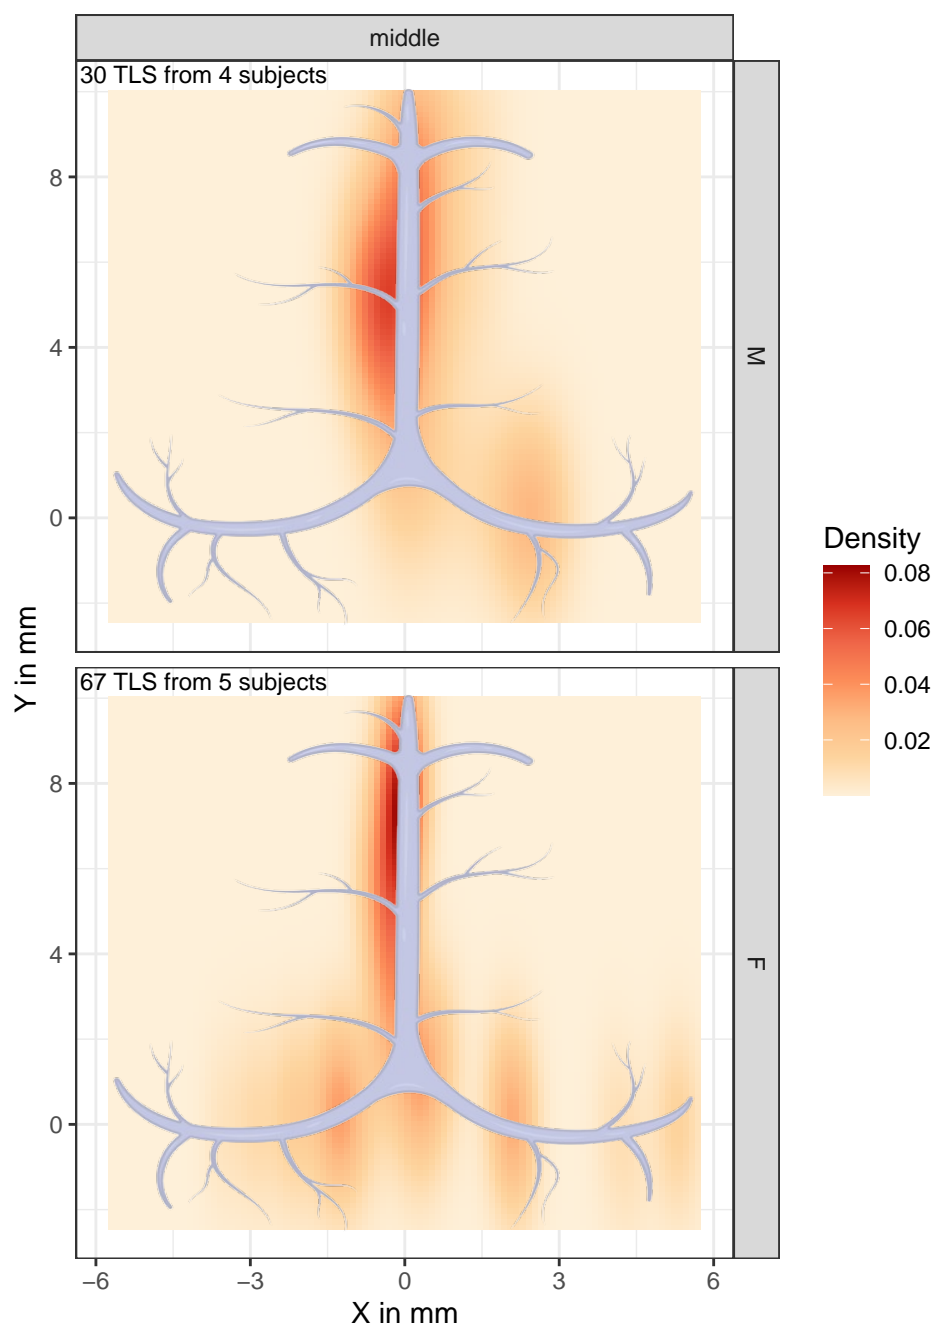 middle
30 TLS from 4 subjects
8
4
0
M
67 TLS from 5 subjects
8
4
0
F
−6
−3
0
3
6
X in mm
Y in mm
Density
0.08
0.06
0.04
0.02